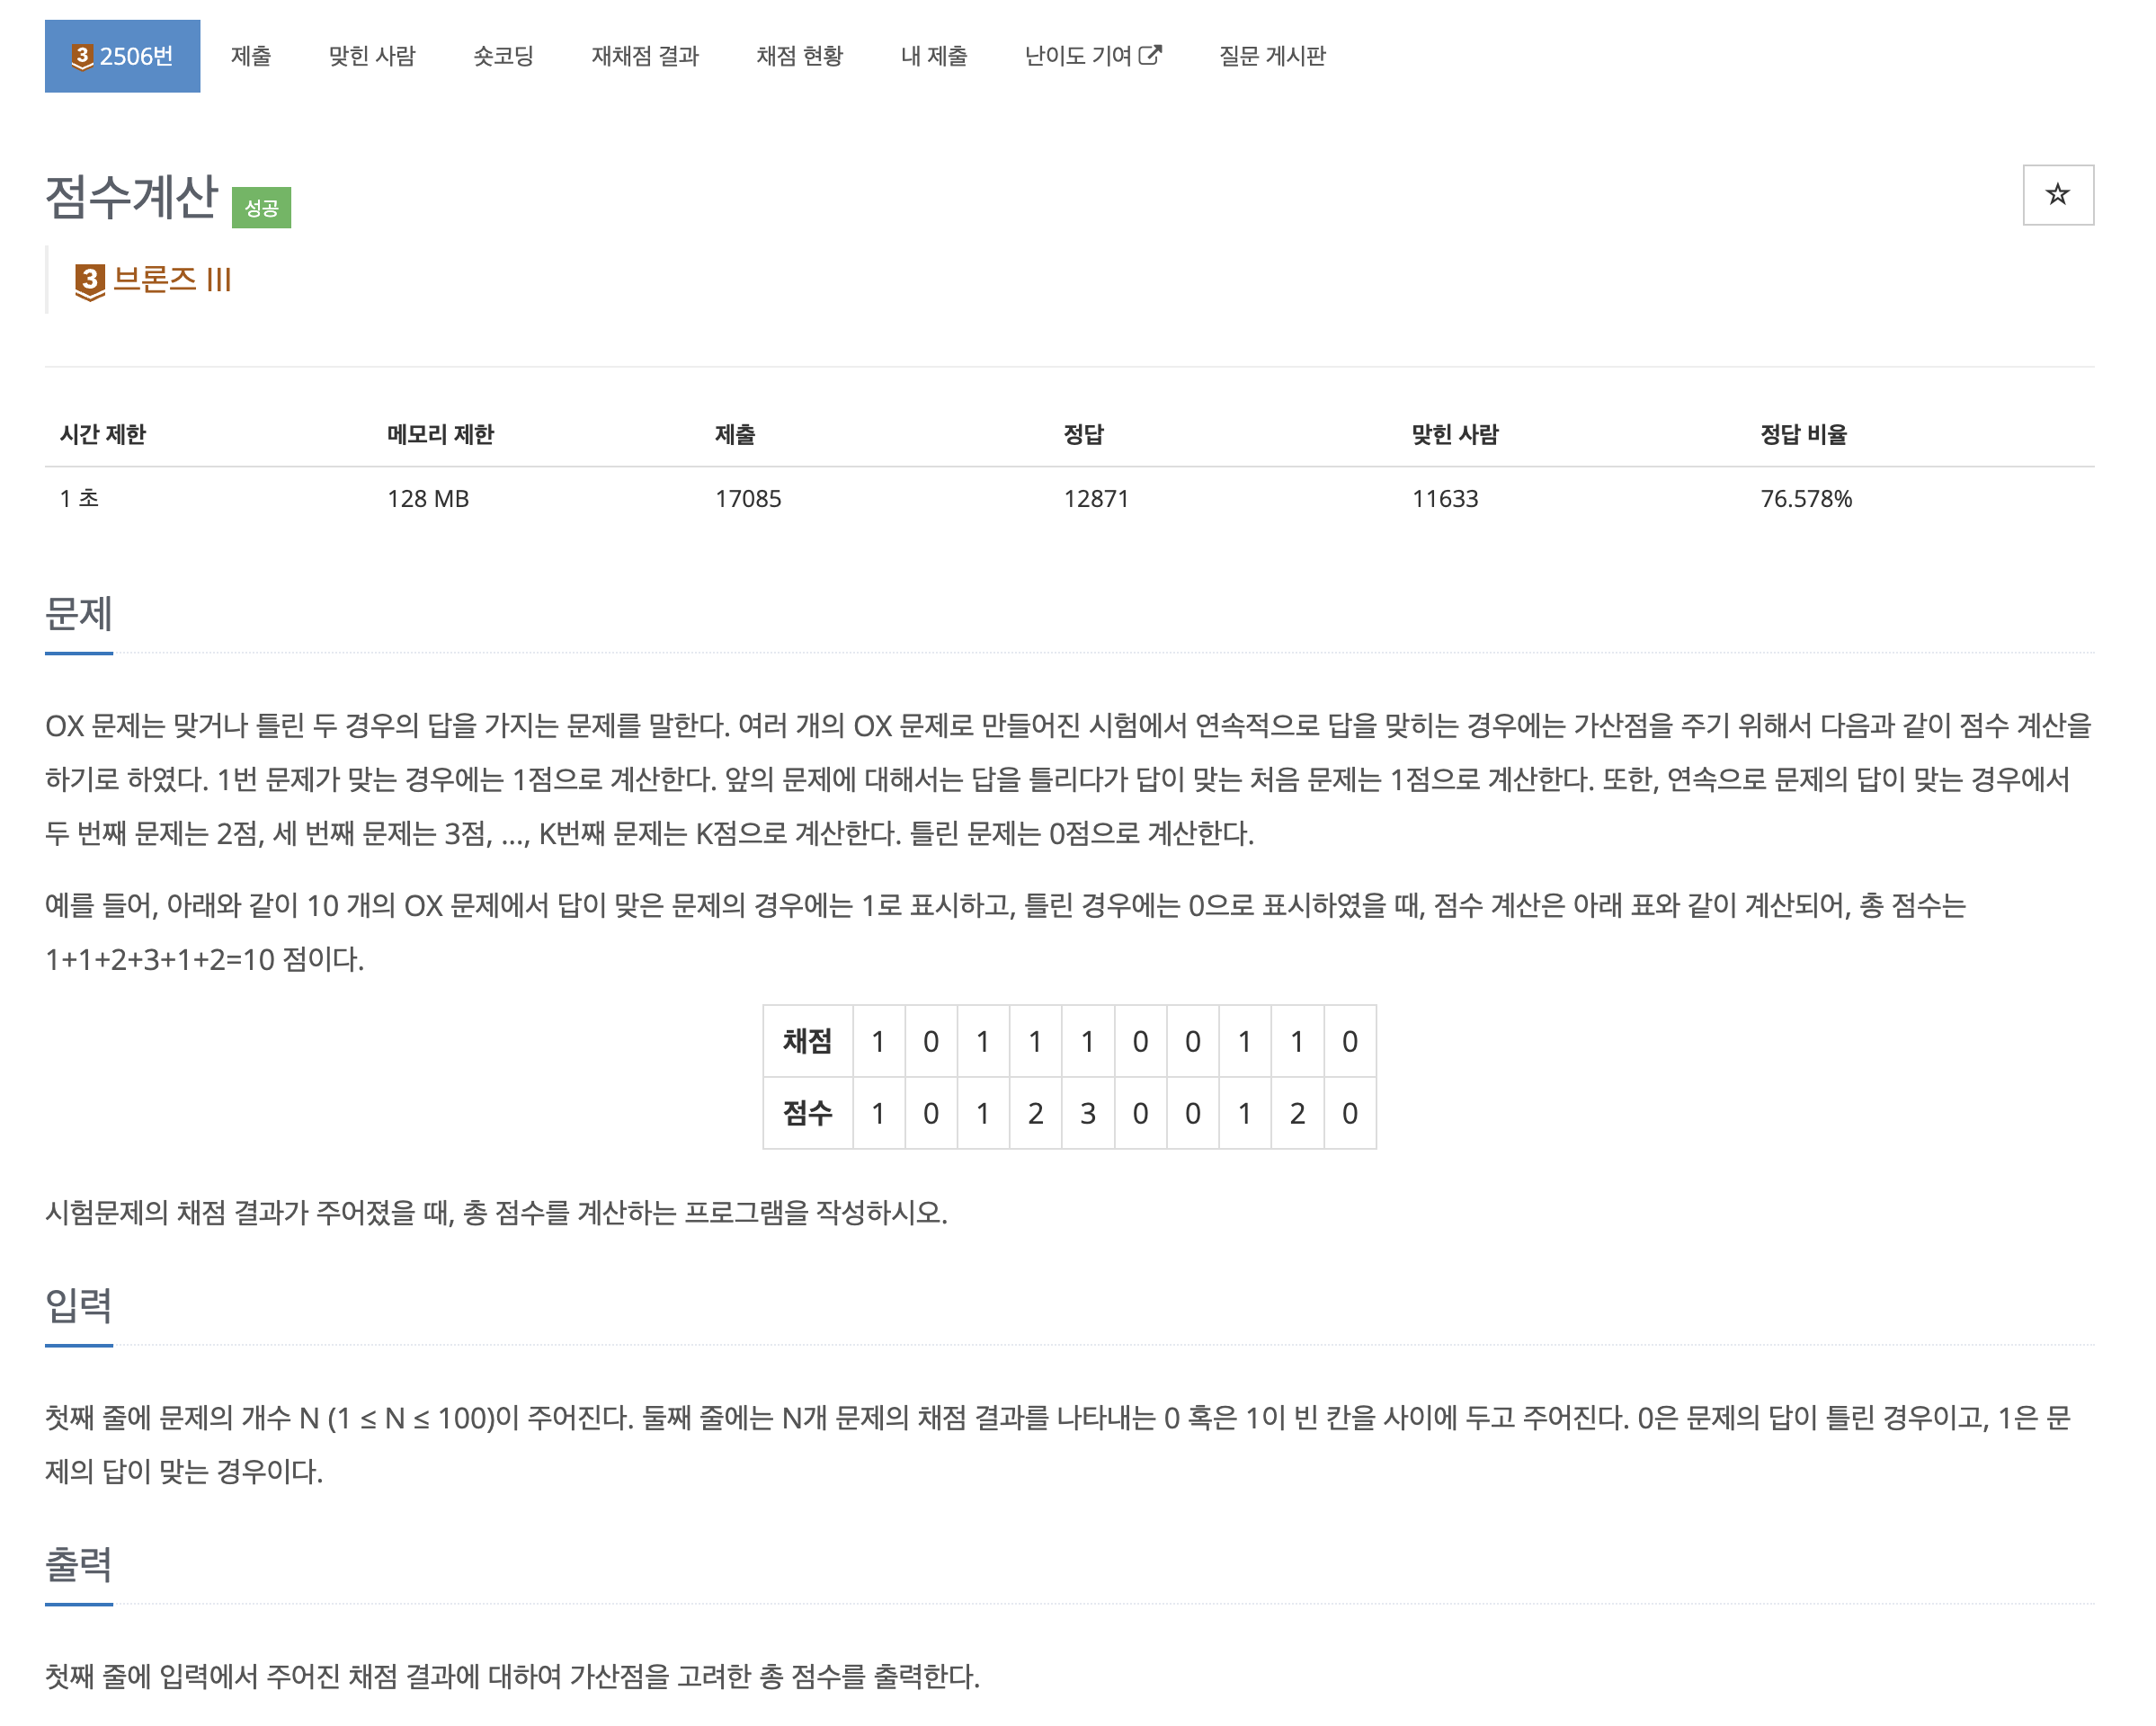 3 2506번 제출 맞힌 사람 숏코딩 재채점 결과 채점 현황 내 제출 난이도 기여 질문 게시판
점수계산 성공
3 브론즈 III
시간 제한 메모리 제한 제출 정답 맞힌 사람 정답 비율
1 초 128 MB 17085 12871 11633 76.578%
문제
OX 문제는 맞거나 틀린 두 경우의 답을 가지는 문제를 말한다. 여러 개의 OX 문제로 만들어진 시험에서 연속적으로 답을 맞히는 경우에는 가산점을 주기 위해서 다음과 같이 점수 계산을
하기로 하였다. 1번 문제가 맞는 경우에는 1점으로 계산한다. 앞의 문제에 대해서는 답을 틀리다가 답이 맞는 처음 문제는 1점으로 계산한다. 또한, 연속으로 문제의 답이 맞는 경우에서
두 번째 문제는 2점, 세 번째 문제는 3점, ..., K번째 문제는 K점으로 계산한다. 틀린 문제는 0점으로 계산한다.
예를 들어, 아래와 같이 10 개의 OX 문제에서 답이 맞은 문제의 경우에는 1로 표시하고, 틀린 경우에는 0으로 표시하였을 때, 점수 계산은 아래 표와 같이 계산되어, 총 점수는
1+1+2+3+1+2=10 점이다.
채점 1 0 1 1 1 0 0 1 1 0
점수 1 0 1 2 3 0 0 1 2 0
시험문제의 채점 결과가 주어졌을 때, 총 점수를 계산하는 프로그램을 작성하시오.
입력
첫째 줄에 문제의 개수 N (1 ≤ N ≤ 100)이 주어진다. 둘째 줄에는 N개 문제의 채점 결과를 나타내는 0 혹은 1이 빈 칸을 사이에 두고 주어진다. 0은 문제의 답이 틀린 경우이고, 1은 문
제의 답이 맞는 경우이다.
출력
첫째 줄에 입력에서 주어진 채점 결과에 대하여 가산점을 고려한 총 점수를 출력한다.